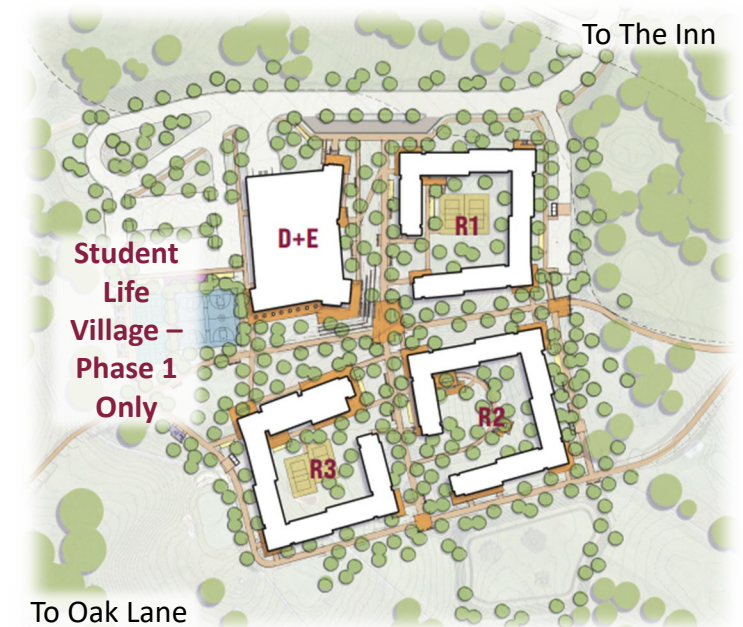 To The Inn
R1
D+E
Student
Life
Village –
Phase 1
Only
R2
R3
To Oak Lane